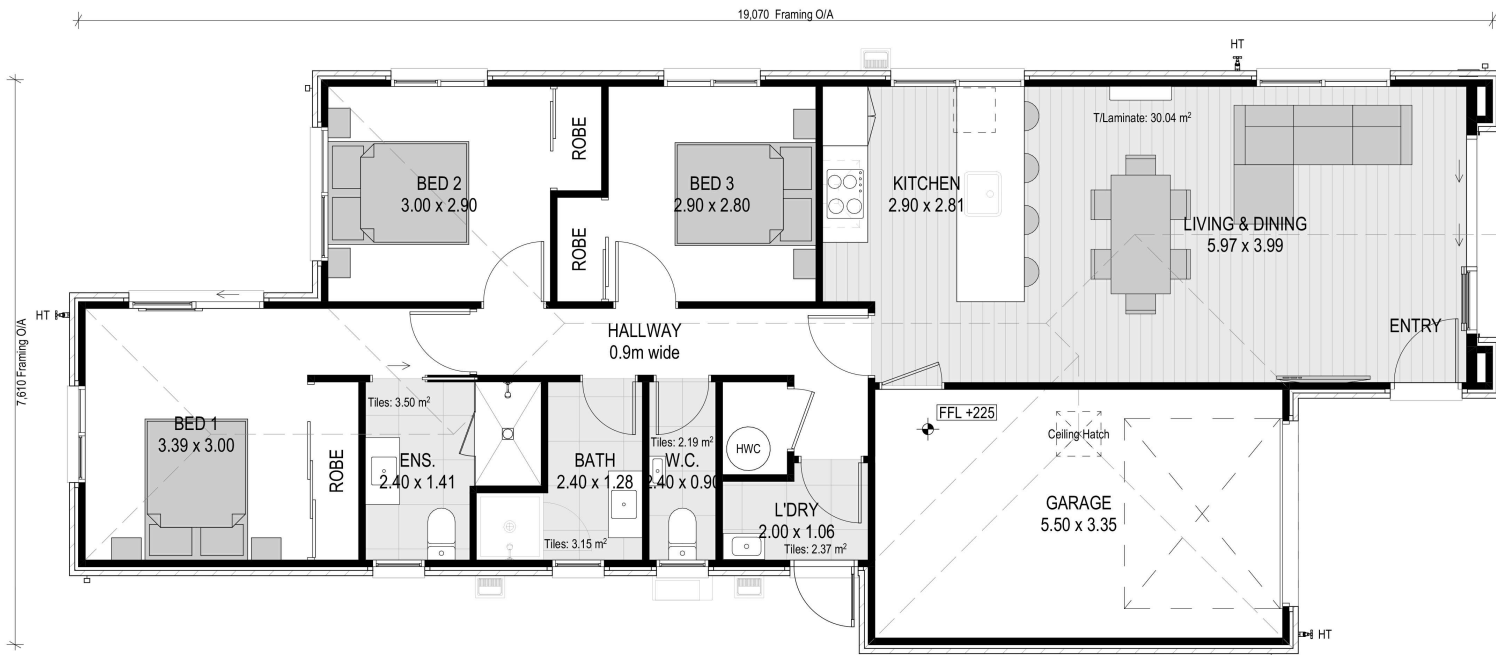 19,070 Framing O/A
HT
T/Laminate: 30.04 m²
ROBE
BED 2
3.00 x 2.90
BED 3
2.90 x 2.80
KITCHEN
2.90 x 2.81
LIVING & DINING
5.97 x 3.99
ROBE
HT
7,610 Framing O/A
HALLWAY
0.9m wide
ENTRY
Tiles: 3.50 m²
FFL +225
BED 1
3.39 x 3.00
Ceiling Hatch
Tiles: 2.19 m²
HWC
ROBE
ENS.
2.40 x 1.41
BATH
2.40 x 1.28
W.C.
2.40 x 0.90
GARAGE
5.50 x 3.35
L'DRY
2.00 x 1.06
Tiles: 3.15 m²
Tiles: 2.37 m²
HT